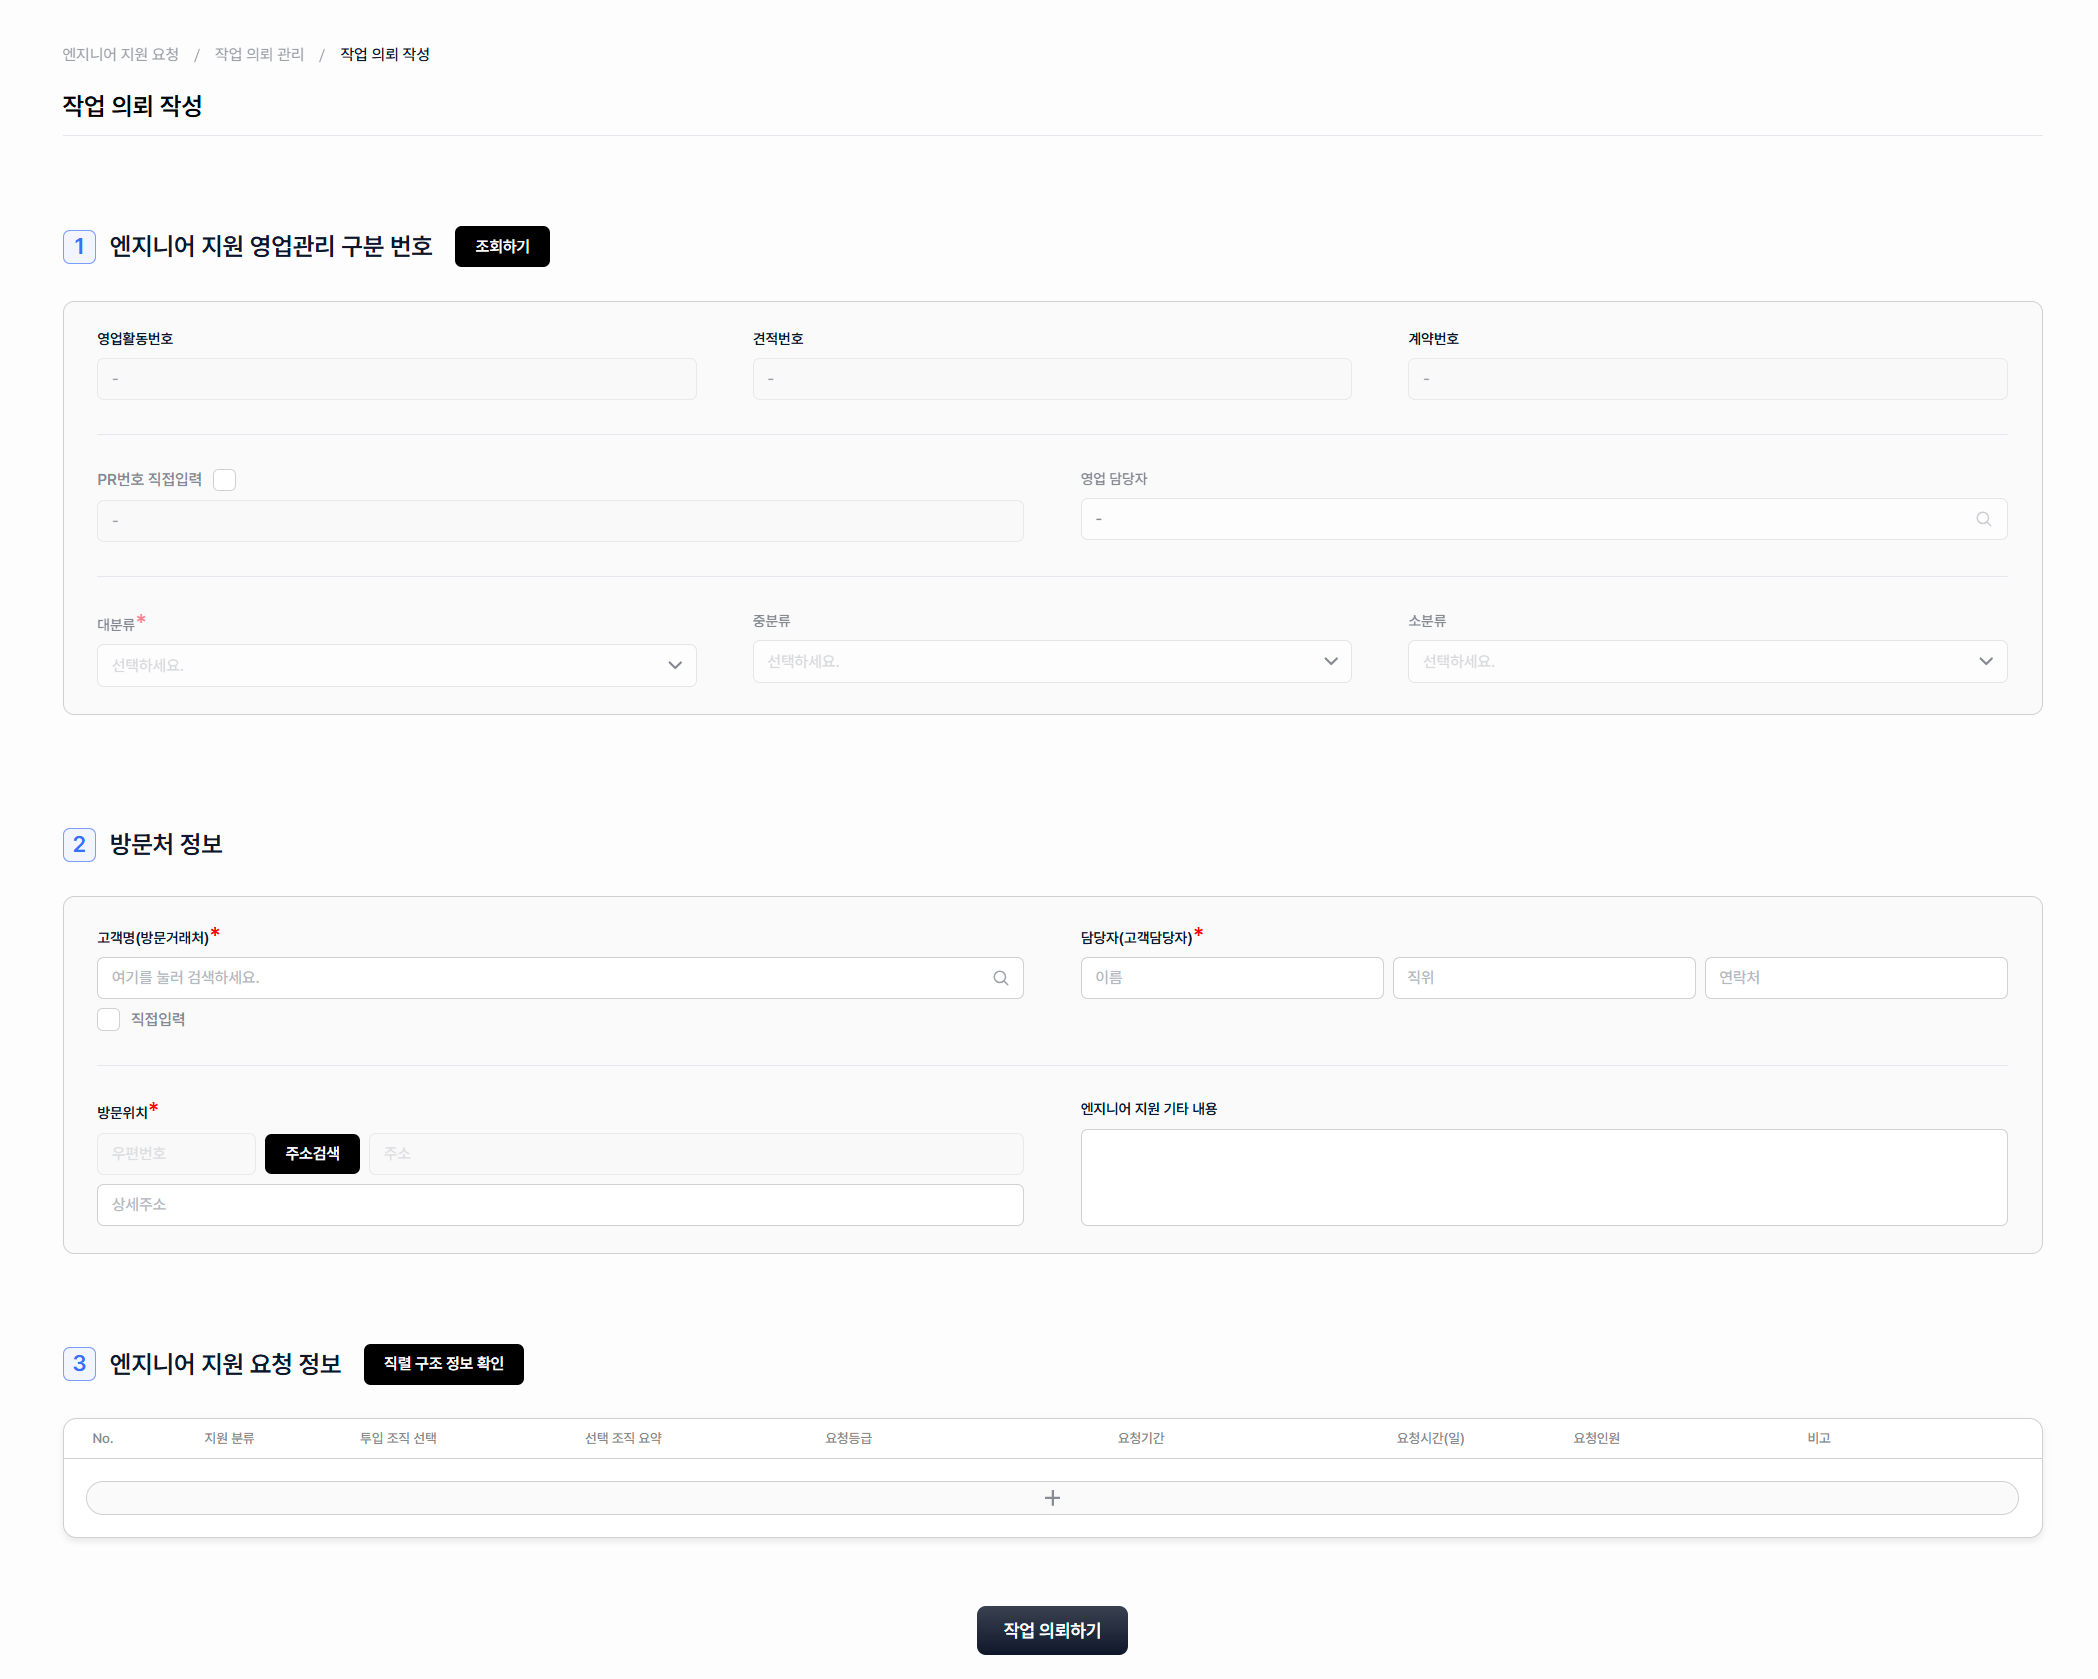 엔지니어 지원 요청 / 작업 의뢰 관리 / 작업 의뢰 작성
작업 의뢰 작성
1 엔지니어 지원 영업관리 구분 번호 조회하기
영업활동번호 견적번호 계약번호
- - -
PR번호 직접입력 영업 담당자
- -
대분류* 중분류 소분류
선택하세요. 선택하세요. 선택하세요.
2 방문처 정보
고객명(방문거래처)* 담당자(고객담당자)*
여기를 눌러 검색하세요. 이름 직위 연락처
직접입력
방문위치* 엔지니어 지원 기타 내용
우편번호 주소검색 주소
상세주소
3 엔지니어 지원 요청 정보 직렬 구조 정보 확인
No. 지원 분류 투입 조직 선택 선택 조직 요약 요청등급 요청기간 요청시간(일) 요청인원 비고
+
작업 의뢰하기